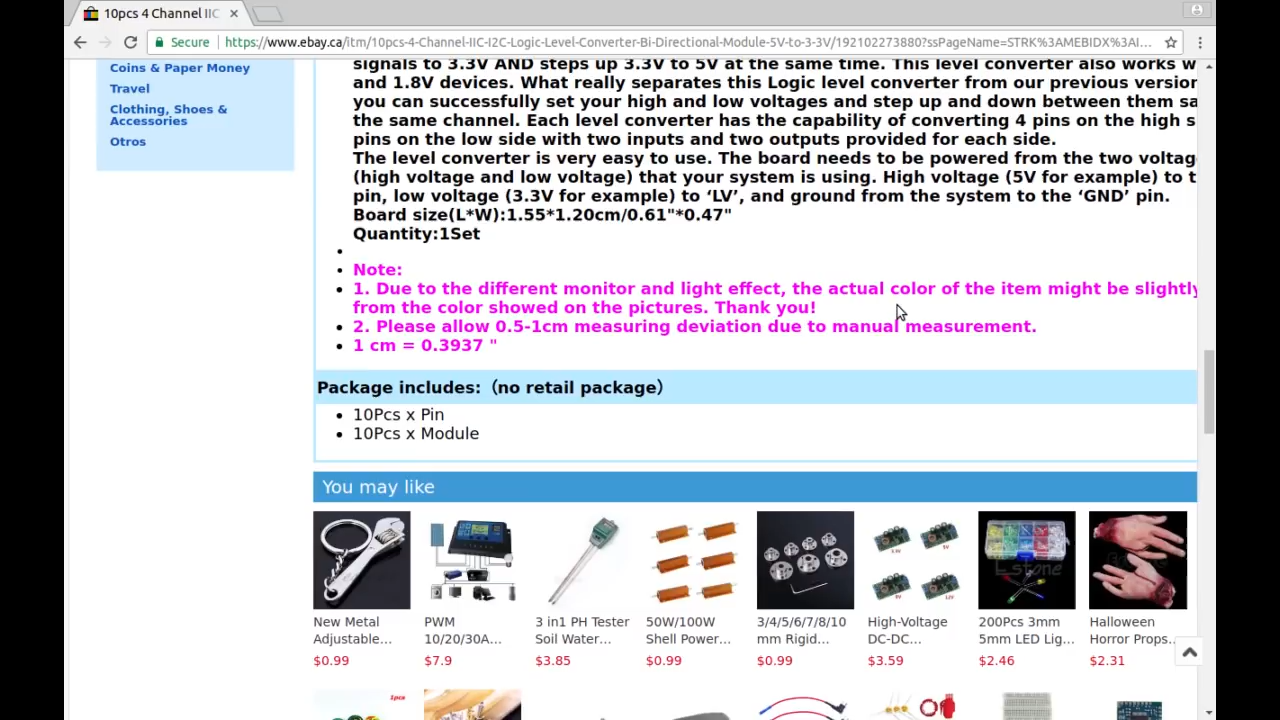 10pcs 4 Channel IIC
Secure
https://www.ebay.ca/itm/10pcs-4-Channel-IIC-I2C-Logic-Level-Converter-Bi-Directional-Module-5V-to-3-3V/192102273880?ssPageName=STRK%3AMEBIDX%3AI...
Coins & Paper Money
Travel
Clothing, Shoes &
Accessories
Otros
signals to 3.3V AND steps up 3.3V to 5V at the same time. This level converter also works w
and 1.8V devices. What really separates this Logic level converter from our previous version
you can successfully set your high and low voltages and step up and down between them sa
the same channel. Each level converter has the capability of converting 4 pins on the high s
pins on the low side with two inputs and two outputs provided for each side.
The level converter is very easy to use. The board needs to be powered from the two voltag
(high voltage and low voltage) that your system is using. High voltage (5V for example) to t
pin, low voltage (3.3V for example) to ‘LV’, and ground from the system to the ‘GND’ pin.
Board size(L*W):1.55*1.20cm/0.61"*0.47"
Quantity:1Set
Note:
1. Due to the different monitor and light effect, the actual color of the item might be slightly
from the color showed on the pictures. Thank you!
2. Please allow 0.5-1cm measuring deviation due to manual measurement.
1 cm = 0.3937 "
Package includes:（no retail package）
10Pcs x Pin
10Pcs x Module
You may like
New Metal
Adjustable...
$0.99
PWM
10/20/30A...
$7.9
3 in1 PH Tester
Soil Water...
$3.85
50W/100W
Shell Power...
$0.99
3/4/5/6/7/8/10
mm Rigid...
$0.99
High-Voltage
DC-DC...
$3.59
200Pcs 3mm
5mm LED Lig...
$2.46
Halloween
Horror Props...
$2.31
1pcs